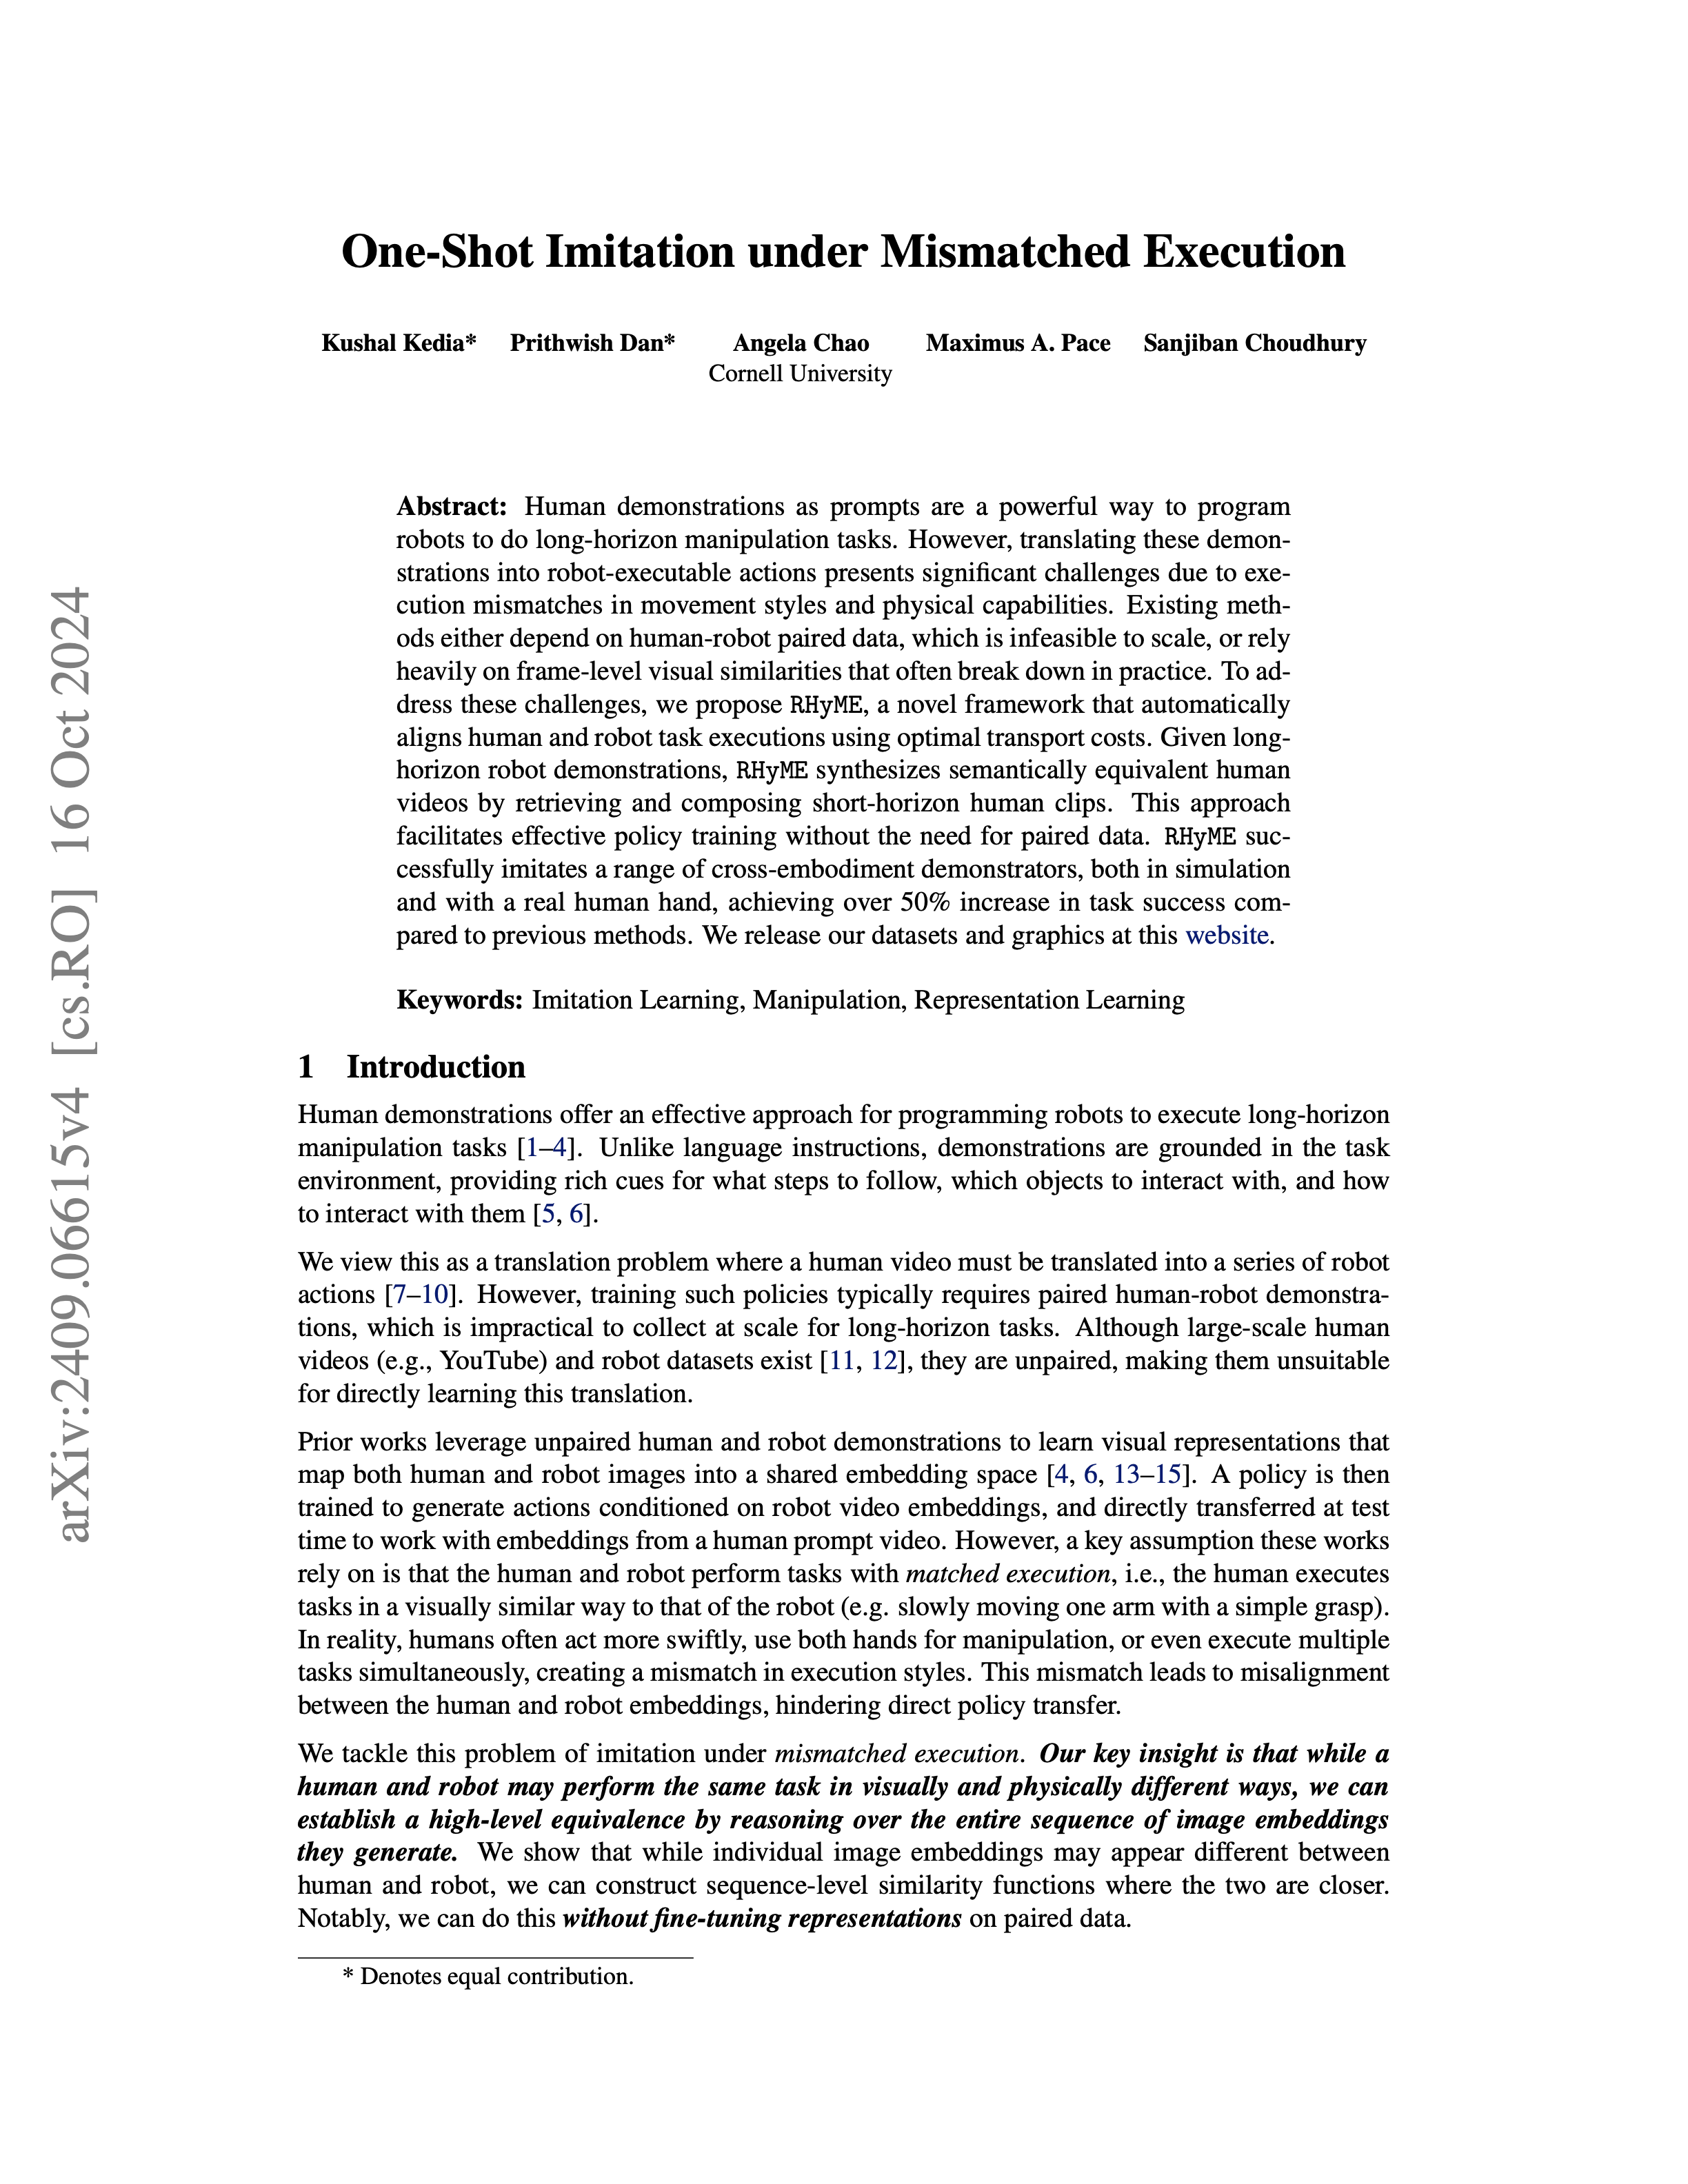 One-Shot Imitation under Mismatched Execution
Kushal Kedia* Prithwish Dan* Angela Chao Maximus A. Pace Sanjiban Choudhury
Cornell University
Abstract: Human demonstrations as prompts are a powerful way to program
robots to do long-horizon manipulation tasks. However, translating these demon-
strations into robot-executable actions presents significant challenges due to exe-
cution mismatches in movement styles and physical capabilities. Existing meth-
ods either depend on human-robot paired data, which is infeasible to scale, or rely
heavily on frame-level visual similarities that often break down in practice. To ad-
dress these challenges, we propose RHyME, a novel framework that automatically
aligns human and robot task executions using optimal transport costs. Given long-
horizon robot demonstrations, RHyME synthesizes semantically equivalent human
videos by retrieving and composing short-horizon human clips. This approach
facilitates effective policy training without the need for paired data. RHyME suc-
cessfully imitates a range of cross-embodiment demonstrators, both in simulation
and with a real human hand, achieving over 50% increase in task success com-
pared to previous methods. We release our datasets and graphics at this website.
Keywords: Imitation Learning, Manipulation, Representation Learning
1 Introduction
Human demonstrations offer an effective approach for programming robots to execute long-horizon
manipulation tasks [1–4]. Unlike language instructions, demonstrations are grounded in the task
environment, providing rich cues for what steps to follow, which objects to interact with, and how
to interact with them [5, 6].
We view this as a translation problem where a human video must be translated into a series of robot
actions [7–10]. However, training such policies typically requires paired human-robot demonstra-
tions, which is impractical to collect at scale for long-horizon tasks. Although large-scale human
videos (e.g., YouTube) and robot datasets exist [11, 12], they are unpaired, making them unsuitable
for directly learning this translation.
Prior works leverage unpaired human and robot demonstrations to learn visual representations that
map both human and robot images into a shared embedding space [4, 6, 13–15]. A policy is then
trained to generate actions conditioned on robot video embeddings, and directly transferred at test
time to work with embeddings from a human prompt video. However, a key assumption these works
rely on is that the human and robot perform tasks with matched execution, i.e., the human executes
tasks in a visually similar way to that of the robot (e.g. slowly moving one arm with a simple grasp).
In reality, humans often act more swiftly, use both hands for manipulation, or even execute multiple
tasks simultaneously, creating a mismatch in execution styles. This mismatch leads to misalignment
between the human and robot embeddings, hindering direct policy transfer.
We tackle this problem of imitation under mismatched execution. Our key insight is that while a
human and robot may perform the same task in visually and physically different ways, we can
establish a high-level equivalence by reasoning over the entire sequence of image embeddings
they generate. We show that while individual image embeddings may appear different between
human and robot, we can construct sequence-level similarity functions where the two are closer.
Notably, we can do this without fine-tuning representations on paired data.
* Denotes equal contribution.
arXiv:2409.06615v4 [cs.RO] 16 Oct 2024